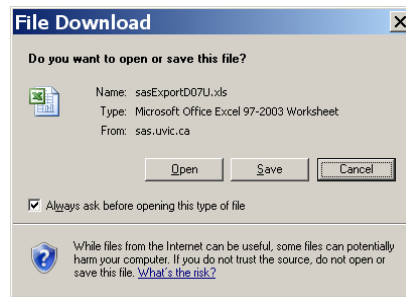 File Download
Do you want to open or save this file?
Name: sasExportD07U.xls
Type: Microsoft Office Excel 97-2003 Worksheet
From: sas.uvic.ca
Open Save Cancel
Always ask before opening this type of file
While files from the Internet can be useful, some files can potentially
harm your computer. If you do not trust the source, do not open or
save this file. What's the risk?